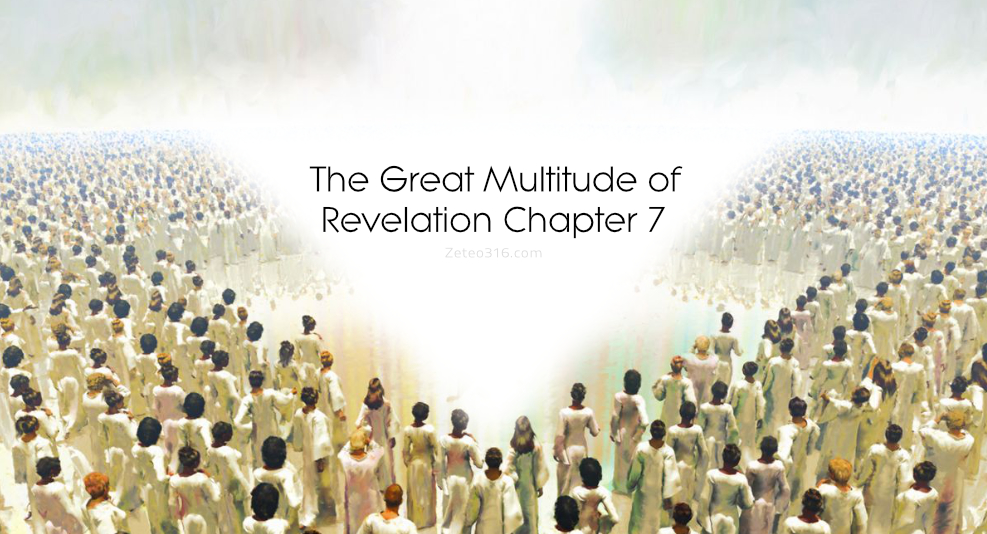 The Great Multitude of
Revelation Chapter 7
Zeteo316.com